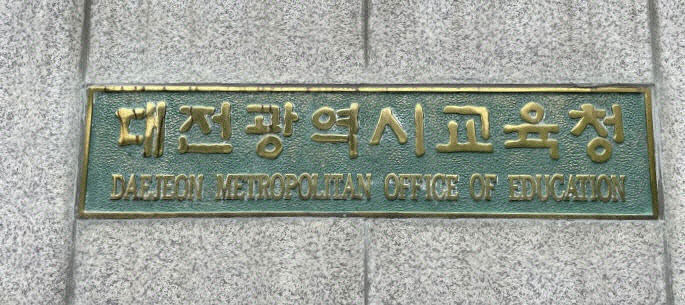 대전광역시교육청
DAEJEON METROPOLITAN OFFICE OF EDUCATION